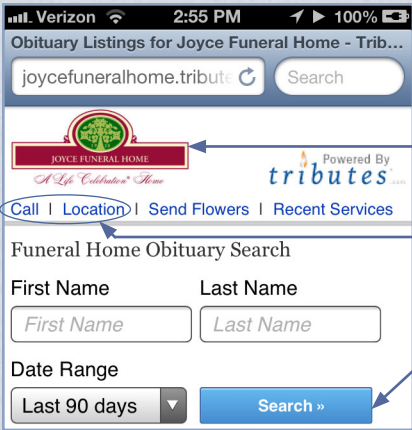 Verizon 2:55 PM 100%
Obituary Listings for Joyce Funeral Home - Trib...
joycefuneralhome.tribute Search
JOYCE FUNERAL HOME
A Life Celebration® Home
Powered By
tributes.com
Call | Location | Send Flowers | Recent Services
Funeral Home Obituary Search
First Name Last Name
First Name Last Name
Date Range
Last 90 days Search »